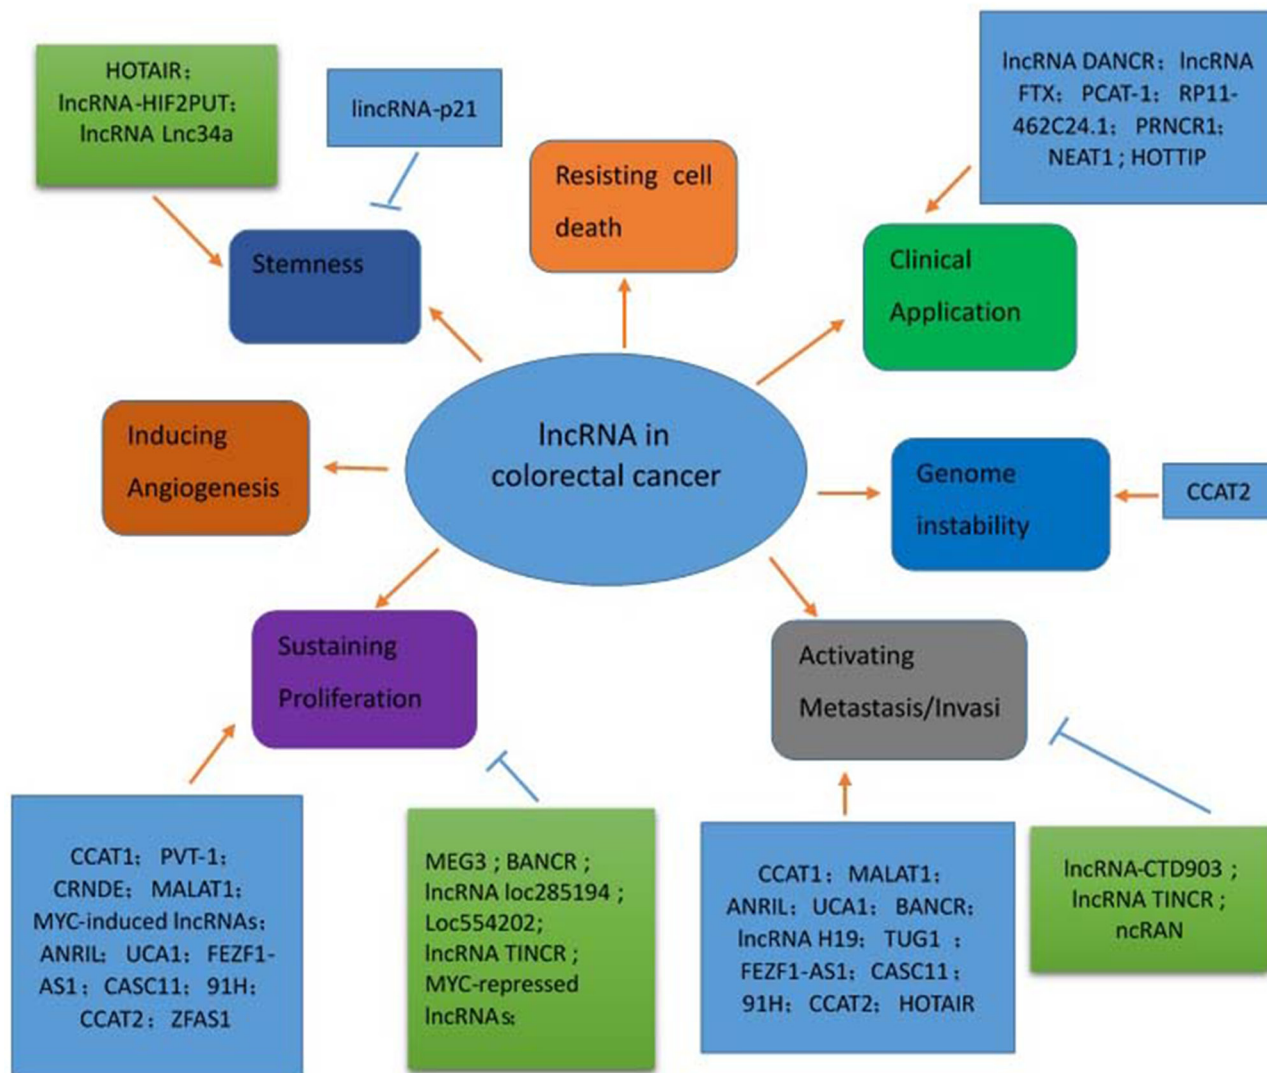 HOTAIR；
lncRNA-HIF2PUT；
lncRNA Lnc34a
lincRNA-p21
lncRNA DANCR；lncRNA
FTX；PCAT-1；RP11-
462C24.1；PRNCR1；
NEAT1 ; HOTTIP
Resisting cell
death
Stemness
Clinical
Application
Inducing
Angiogenesis
lncRNA in
colorectal cancer
Genome
instability
CCAT2
Sustaining
Proliferation
Activating
Metastasis/Invasi
CCAT1；PVT-1；
CRNDE；MALAT1；
MYC-induced lncRNAs；
ANRIL；UCA1；FEZF1-
AS1；CASC11；91H；
CCAT2；ZFAS1
MEG3 ; BANCR ;
lncRNA loc285194 ;
Loc554202;
lncRNA TINCR ;
MYC-repressed
lncRNAs；
CCAT1；MALAT1；
ANRIL；UCA1；BANCR；
lncRNA H19；TUG1 ；
FEZF1-AS1；CASC11；
91H；CCAT2；HOTAIR
lncRNA-CTD903 ;
lncRNA TINCR ;
ncRAN